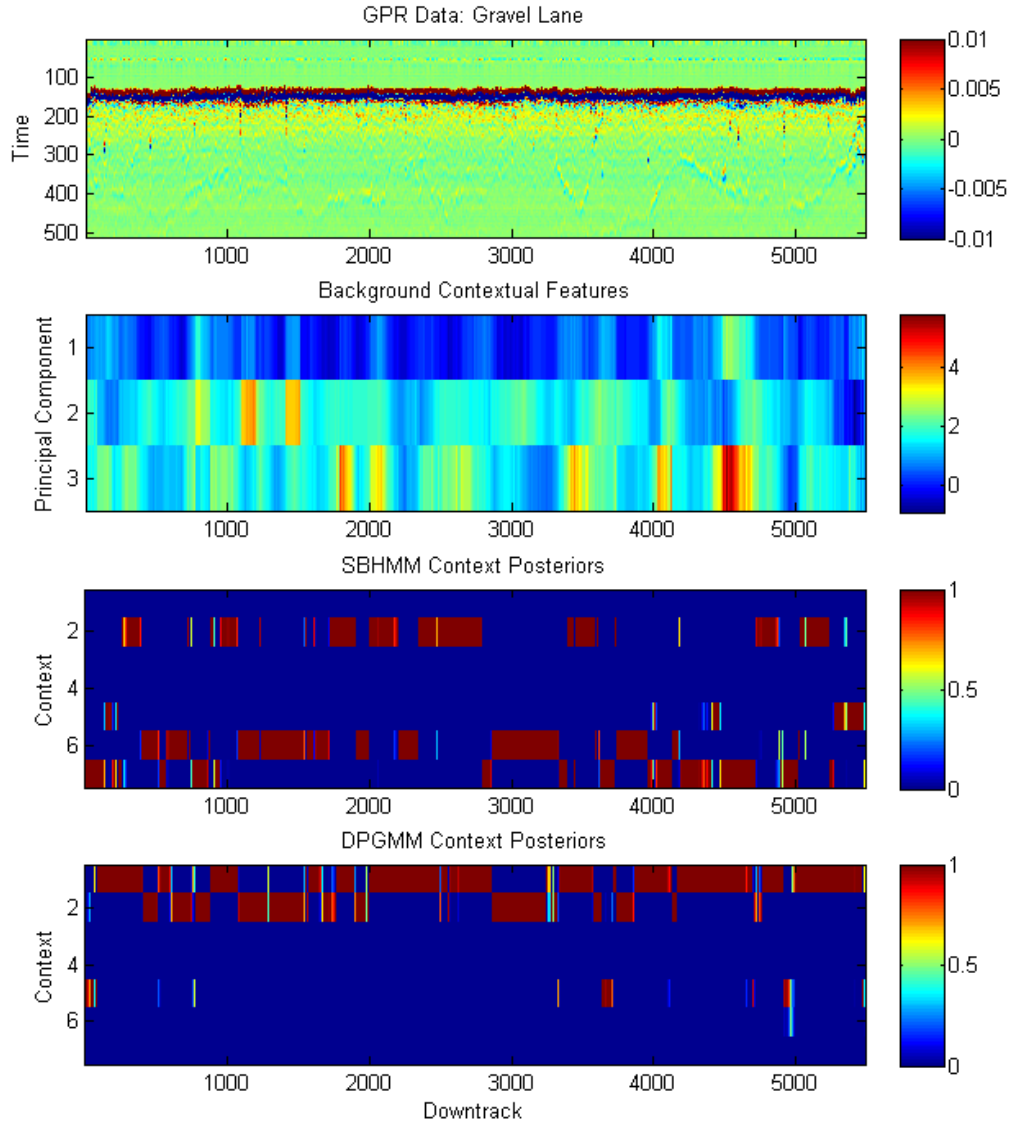 GPR Data: Gravel Lane
Time
100
200
300
400
500
1000 2000 3000 4000 5000
0.01
0.005
0
-0.005
-0.01
Background Contextual Features
Principal Component
1
2
3
1000 2000 3000 4000 5000
4
2
0
SBHMM Context Posteriors
Context
2
4
6
1000 2000 3000 4000 5000
1
0.5
0
DPGMM Context Posteriors
Context
2
4
6
1000 2000 3000 4000 5000
Downtrack
1
0.5
0